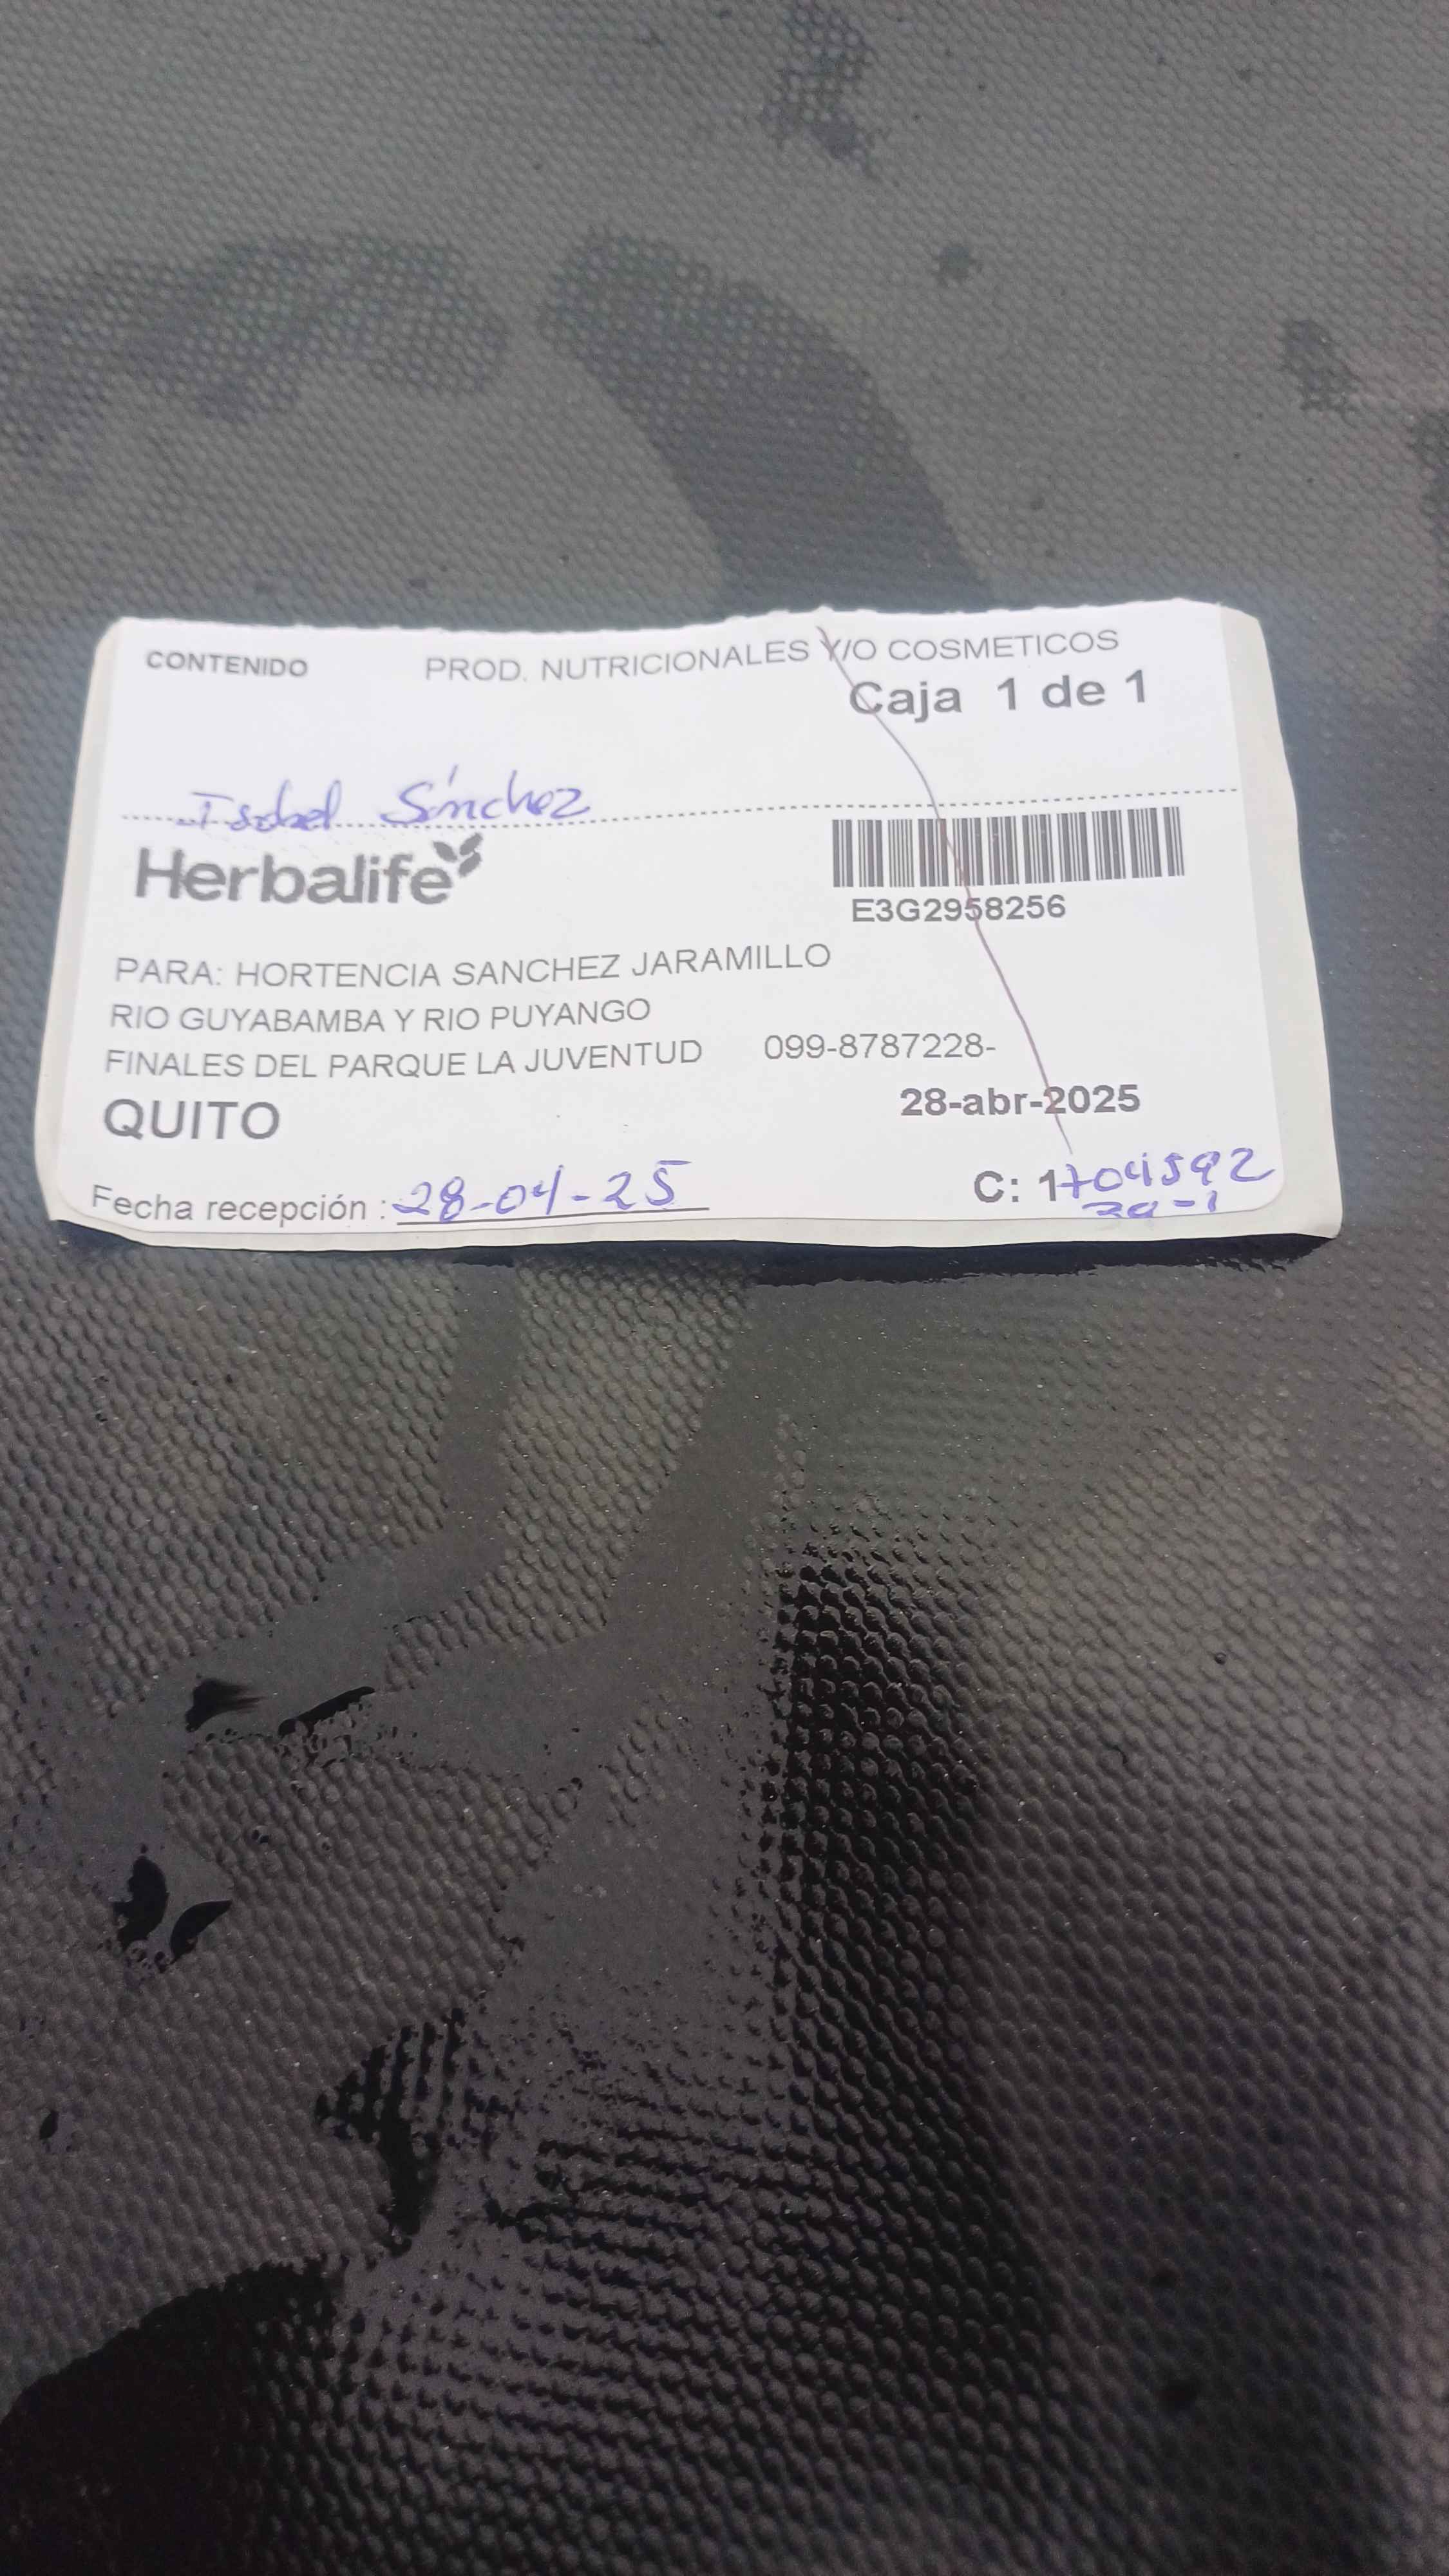 CONTENIDO PROD. NUTRICIONALES Y/O COSMETICOS
Caja 1 de 1
Isabel Sánchez
Herbalife
E3G2958256
PARA: HORTENCIA SANCHEZ JARAMILLO
RIO GUYABAMBA Y RIO PUYANGO
FINALES DEL PARQUE LA JUVENTUD 099-8787228-
QUITO 28-abr-2025
Fecha recepción : 28-04-25 C: 1704592